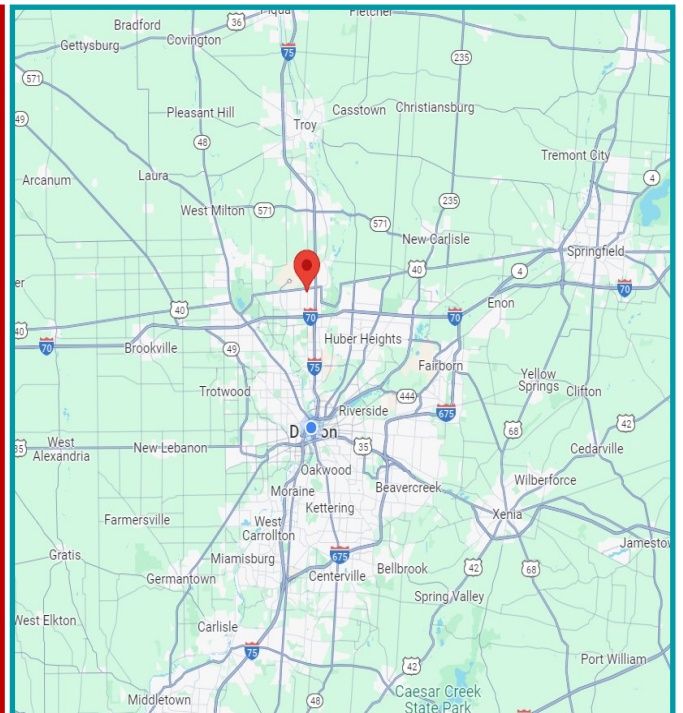 Piqua
Fletcher
36
Bradford
Covington
Gettysburg
75
235
571
Pleasant Hill
Casstown
Christiansburg
49
Troy
48
Tremont City
Laura
4
Arcanum
235
West Milton
571
571
New Carlisle
Springfield
40
4
70
Enon
40
70
70
40
Huber Heights
70
Brookville
49
75
Fairborn
Yellow
Springs
Clifton
Trotwood
444
Riverside
675
42
68
West
Alexandria
New Lebanon
35
Cedarville
35
Oakwood
Wilberforce
Moraine
Beavercreek
Kettering
Xenia
Farmersville
West
Carrollton
Gratis
675
Miamisburg
Bellbrook
42
68
Germantown
Centerville
Spring Valley
West Elkton
Carlisle
75
42
Port William
Middletown
48
Caesar Creek
State Park